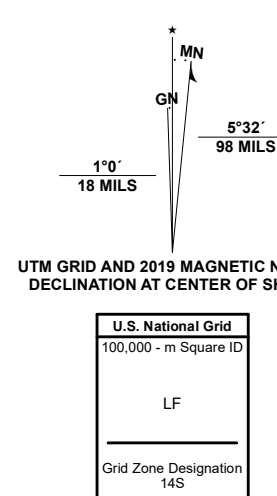 ★
MN
GN
5°32´
98 MILS
1°0´
18 MILS
UTM GRID AND 2019 MAGNETIC N
DECLINATION AT CENTER OF S
U.S. National Grid
100,000 - m Square ID
LF
Grid Zone Designation
14S